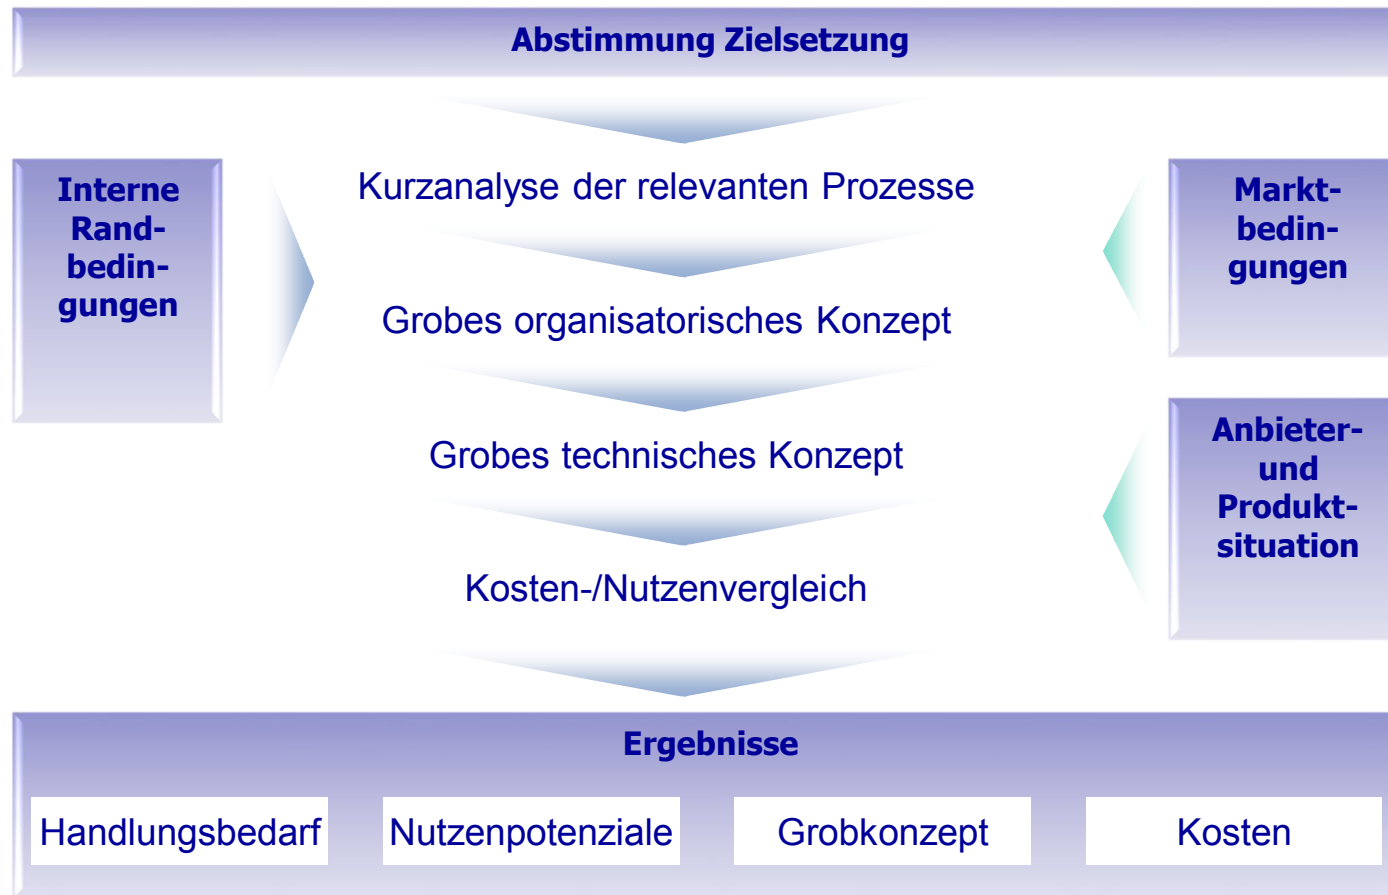 Abstimmung Zielsetzung
Interne
Rand-
bedin-
gungen
Kurzanalyse der relevanten Prozesse
Grobes organisatorisches Konzept
Grobes technisches Konzept
Kosten-/Nutzenvergleich
Markt-
bedin-
gungen
Anbieter-
und
Produkt-
situation
Ergebnisse
Handlungsbedarf
Nutzenpotenziale
Grobkonzept
Kosten